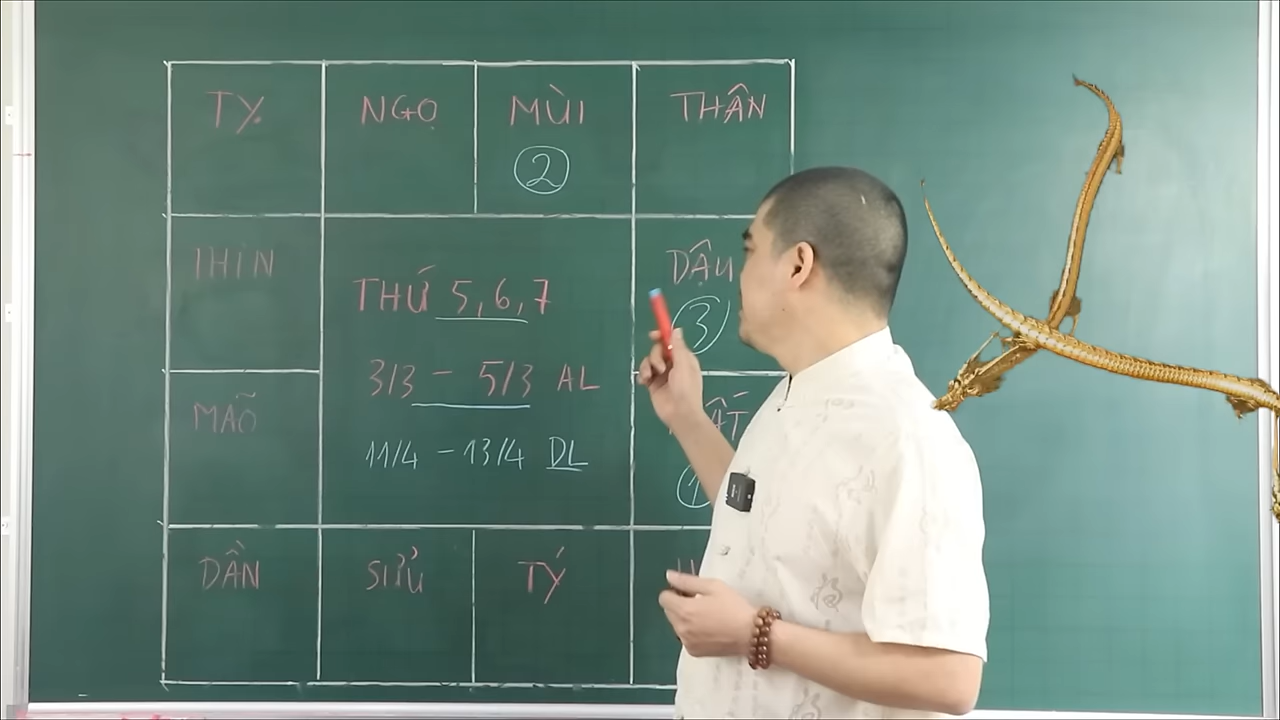 TỴ NGỌ MÙI THÂN
②
THÌN DẬU
③
THỨ 5,6,7
3/3 - 5/3 AL
MÃO
11/4 - 13/4 DL
①
DẦN SỬU TÝ